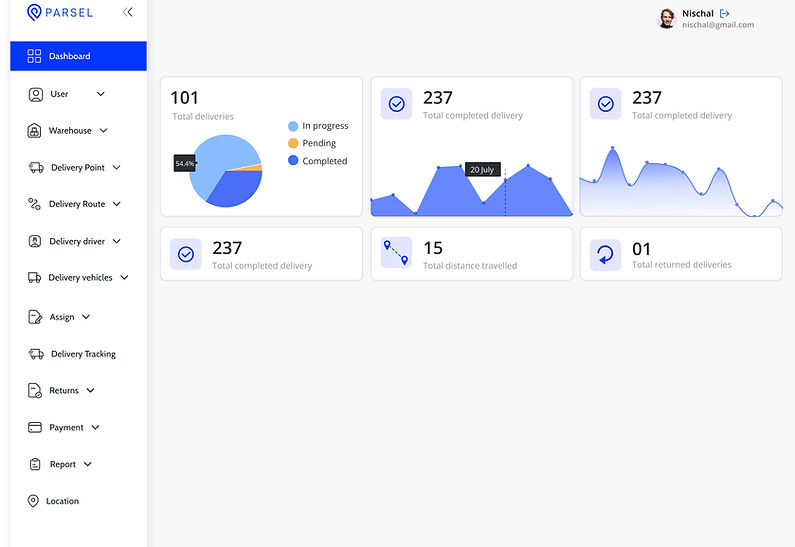 PARSEL
Nischal
nischal@gmail.com
Dashboard
User
Warehouse
Delivery Point
Delivery Route
Delivery driver
Delivery vehicles
Assign
Delivery Tracking
Returns
Payment
Report
Location
101
Total deliveries
In progress
Pending
Completed
54.4%
237
Total completed delivery
20 July
237
Total completed delivery
237
Total completed delivery
15
Total distance travelled
01
Total returned deliveries